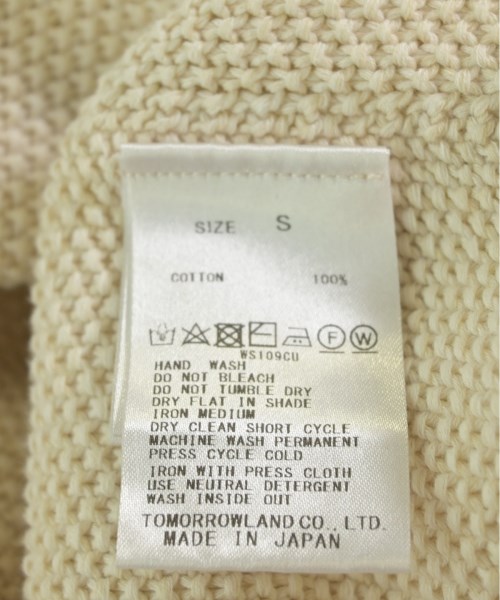 SIZE S
COTTON 100%
F W
WS109CU
HAND WASH
DO NOT BLEACH
DO NOT TUMBLE DRY
DRY FLAT IN SHADE
IRON MEDIUM
DRY CLEAN SHORT CYCLE
MACHINE WASH PERMANENT
PRESS CYCLE COLD
IRON WITH PRESS CLOTH
USE NEUTRAL DETERGENT
WASH INSIDE OUT
TOMORROWLAND CO., LTD.
MADE IN JAPAN